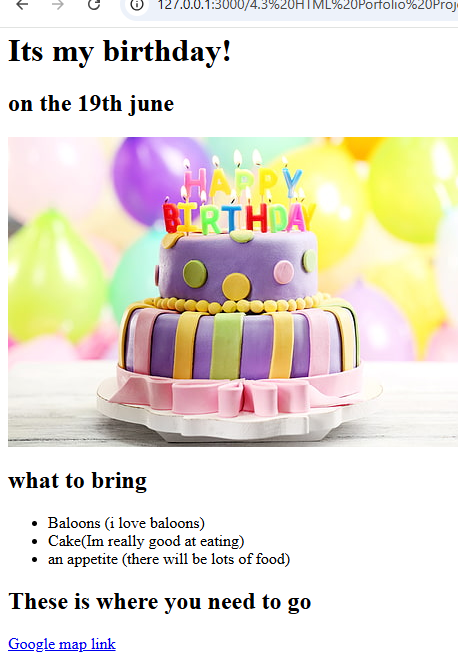 127.0.0.1:3000/4.3%20HTML%20Porfolio%20Proj
Its my birthday!
on the 19th june
HAPPY
BIRTHDAY
what to bring
Baloons (i love baloons)
Cake(Im really good at eating)
an appetite (there will be lots of food)
These is where you need to go
Google map link